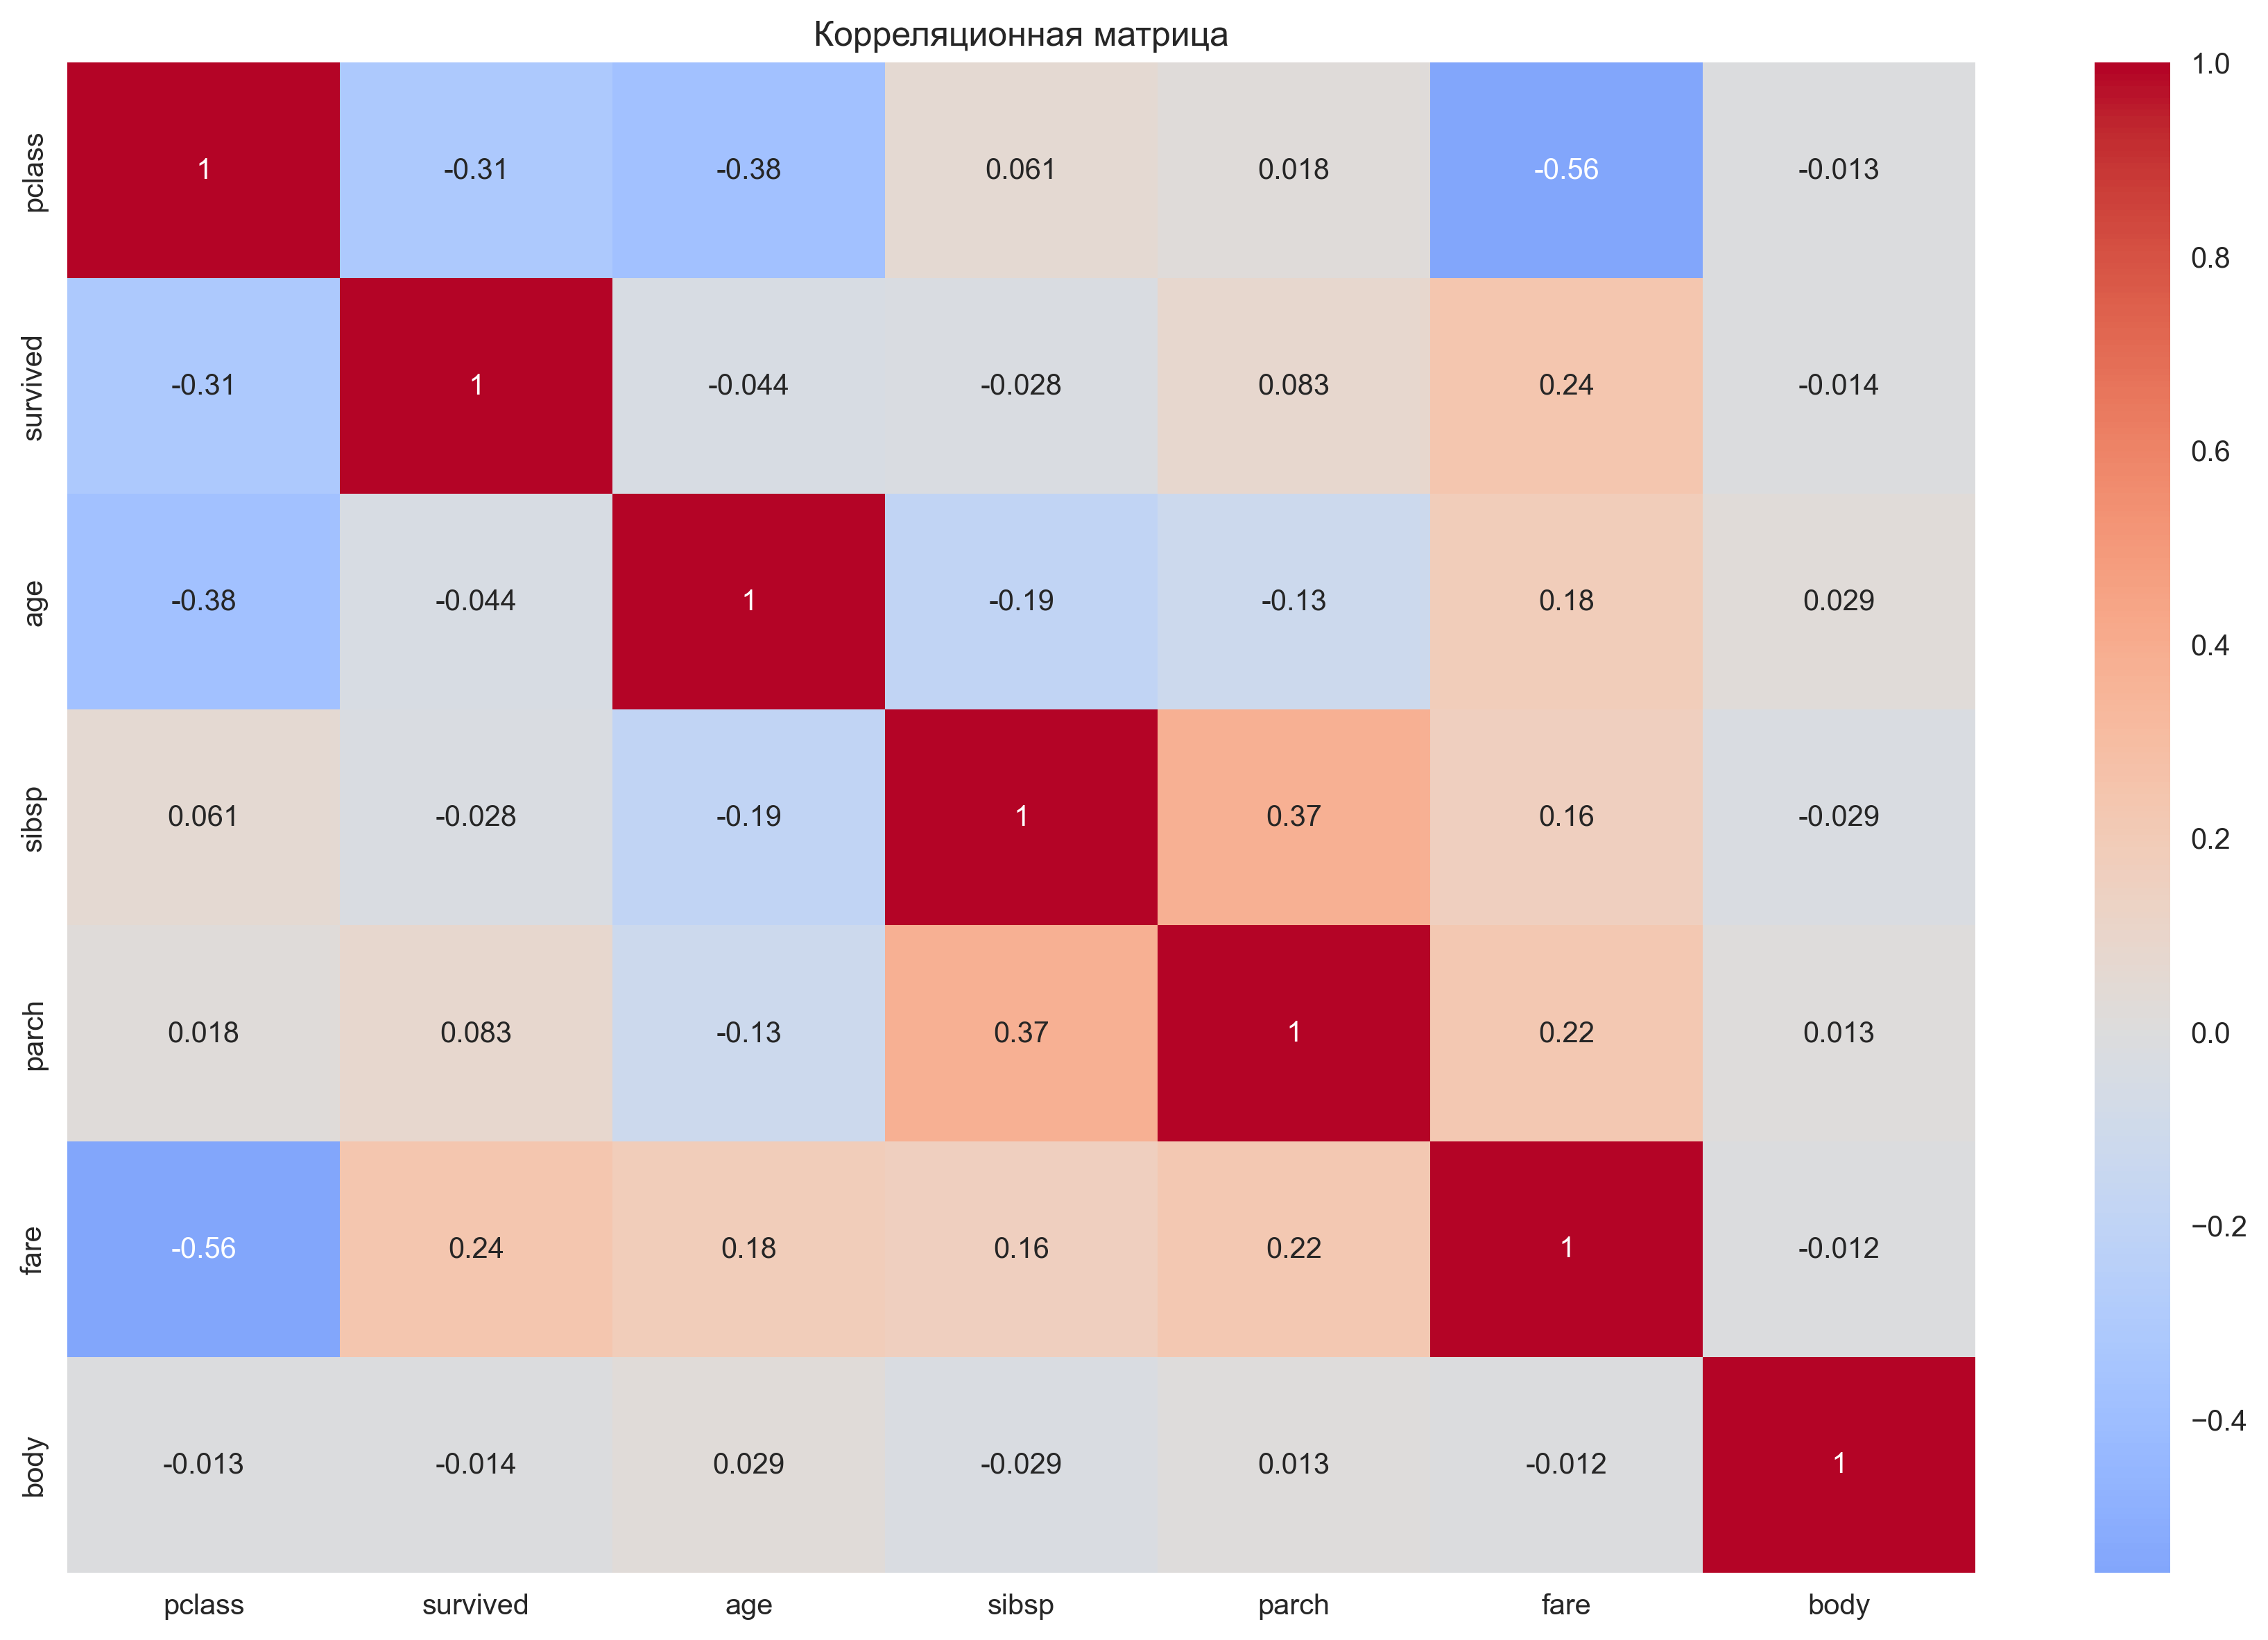 Корреляционная матрица
pclass 1 -0.31 -0.38 0.061 0.018 -0.56 -0.013
survived -0.31 1 -0.044 -0.028 0.083 0.24 -0.014
age -0.38 -0.044 1 -0.19 -0.13 0.18 0.029
sibsp 0.061 -0.028 -0.19 1 0.37 0.16 -0.029
parch 0.018 0.083 -0.13 0.37 1 0.22 0.013
fare -0.56 0.24 0.18 0.16 0.22 1 -0.012
body -0.013 -0.014 0.029 -0.029 0.013 -0.012 1
pclass survived age sibsp parch fare body
1.0
0.8
0.6
0.4
0.2
0.0
−0.2
−0.4